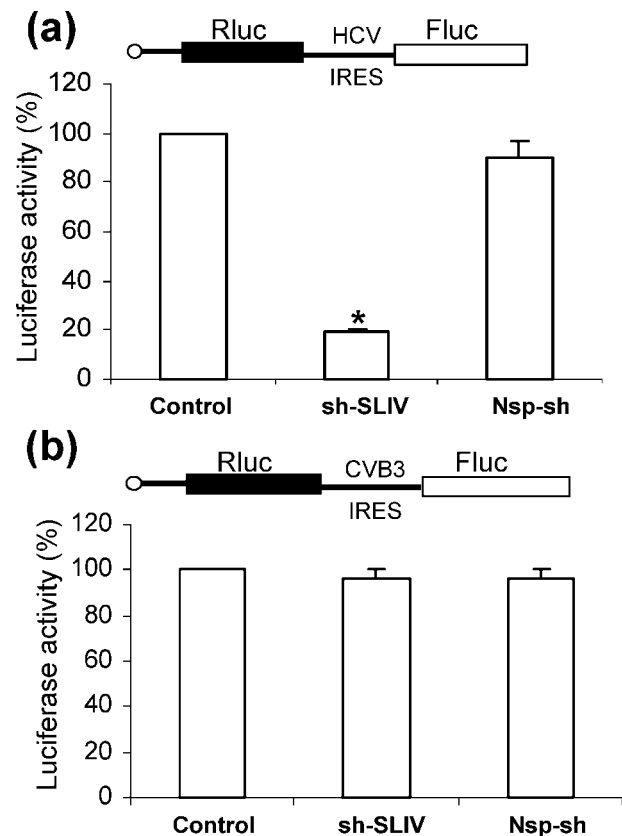 (a)
Rluc HCV Fluc
IRES
Luciferase activity (%)
120
100
80
60
40
20
0
*
Control sh-SLIV Nsp-sh
(b)
Rluc CVB3 Fluc
IRES
Luciferase activity (%)
120
100
80
60
40
20
0
Control sh-SLIV Nsp-sh